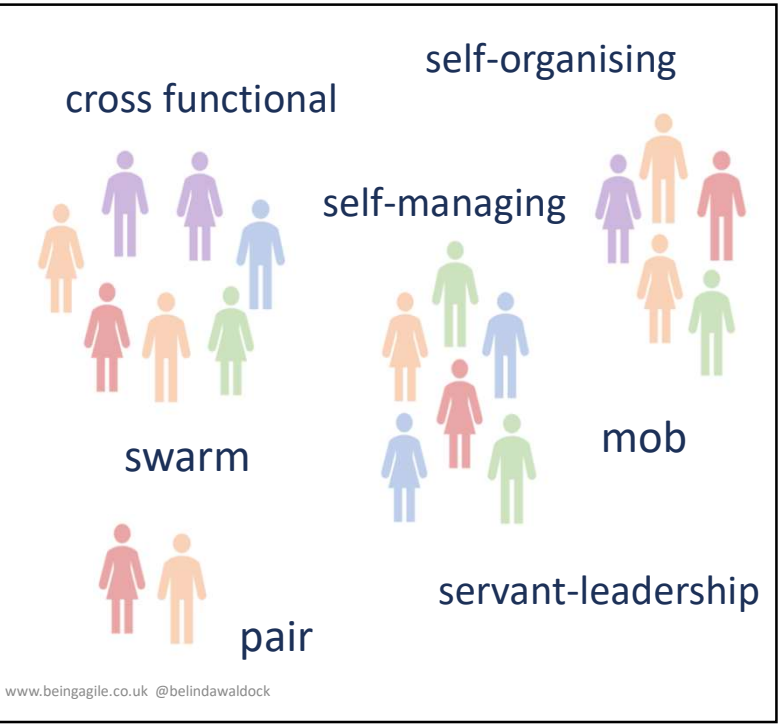 self-organising
cross functional
self-managing
mob
swarm
servant-leadership
pair
www.beingagile.co.uk @belindawaldock